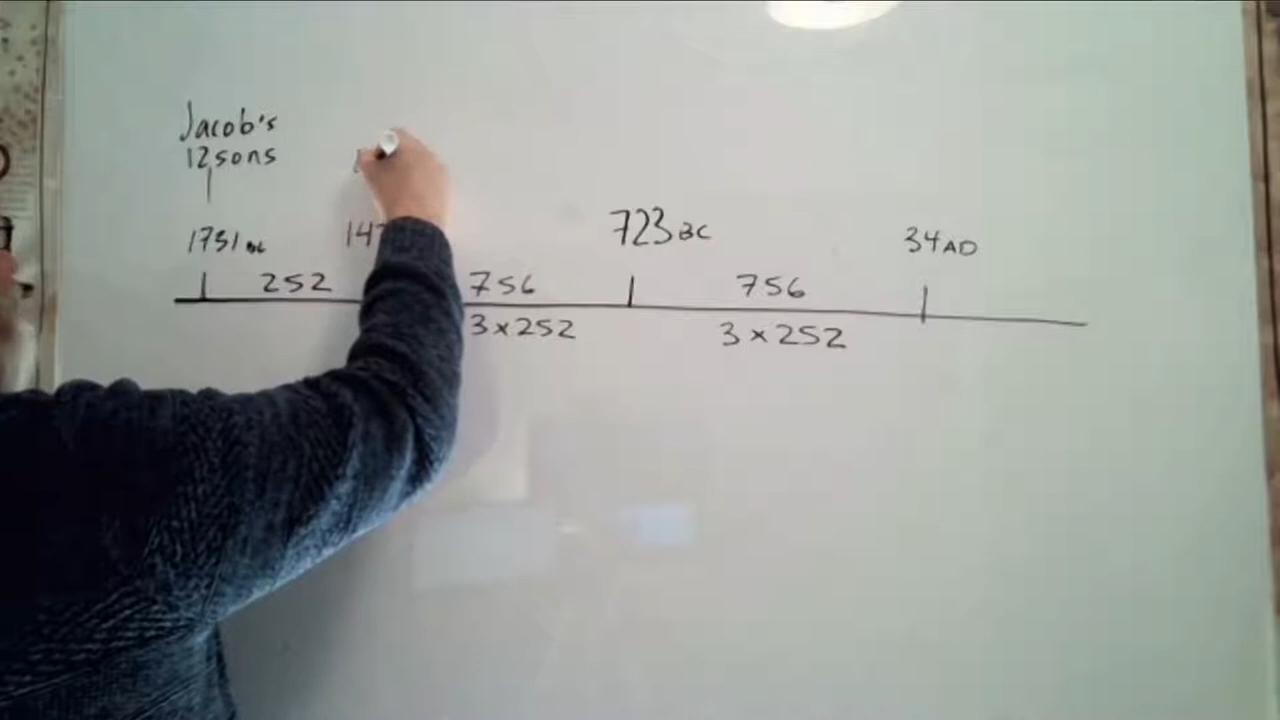 Jacob's
12 sons
1731 BC
723 BC
34 AD
252
756
756
3 x 252
3 x 252